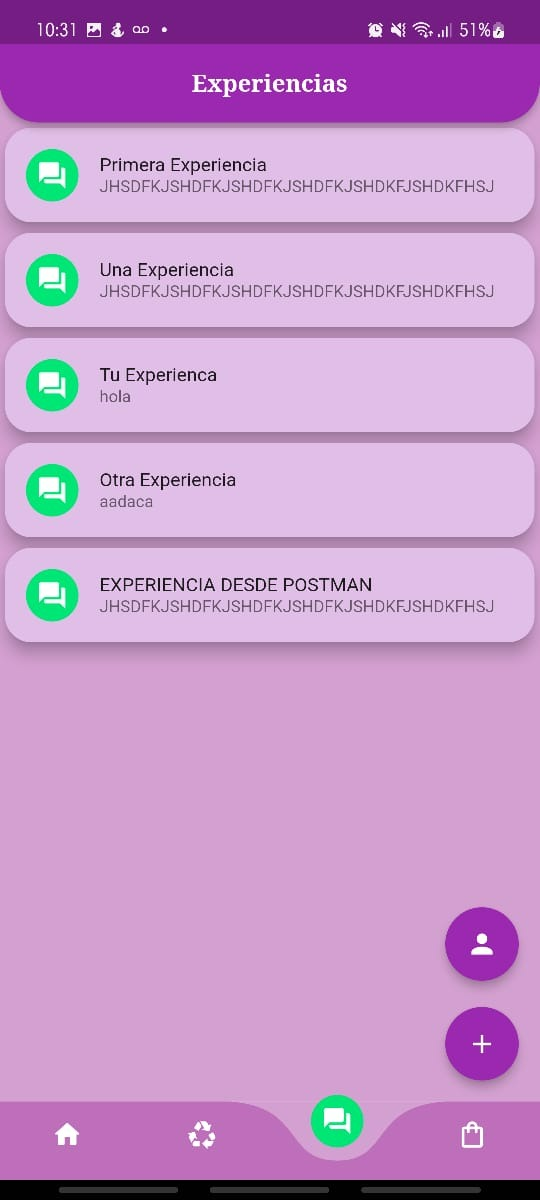 10:31
51%
Experiencias
Primera Experiencia
JHSDFKJSHDFKJSHDFKJSHDFKJSHDKFJSHDKFHSJ
Una Experiencia
JHSDFKJSHDFKJSHDFKJSHDFKJSHDKFJSHDKFHSJ
Tu Experienca
hola
Otra Experiencia
aadaca
EXPERIENCIA DESDE POSTMAN
JHSDFKJSHDFKJSHDFKJSHDFKJSHDKFJSHDKFHSJ